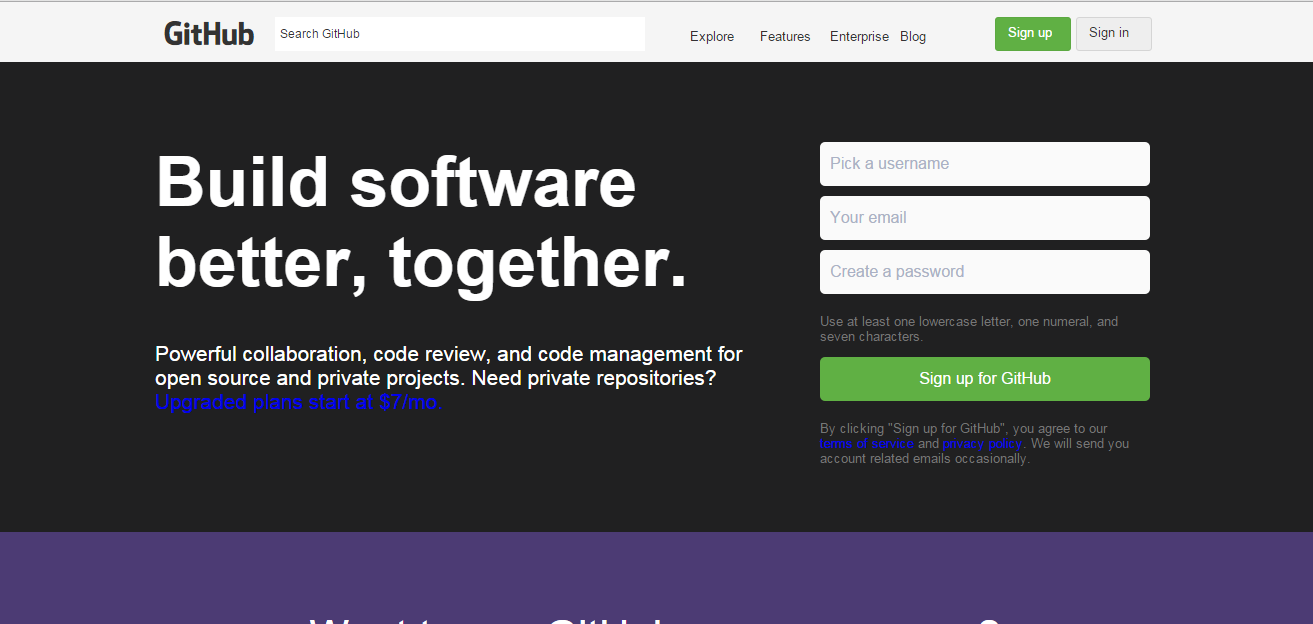 GitHub
Search GitHub
Explore
Features
Enterprise
Blog
Sign up
Sign in
Build software
better, together.
Powerful collaboration, code review, and code management for
open source and private projects. Need private repositories?
Upgraded plans start at $7/mo.
Pick a username
Your email
Create a password
Use at least one lowercase letter, one numeral, and
seven characters.
Sign up for GitHub
By clicking "Sign up for GitHub", you agree to our
terms of service and privacy policy. We will send you
account related emails occasionally.